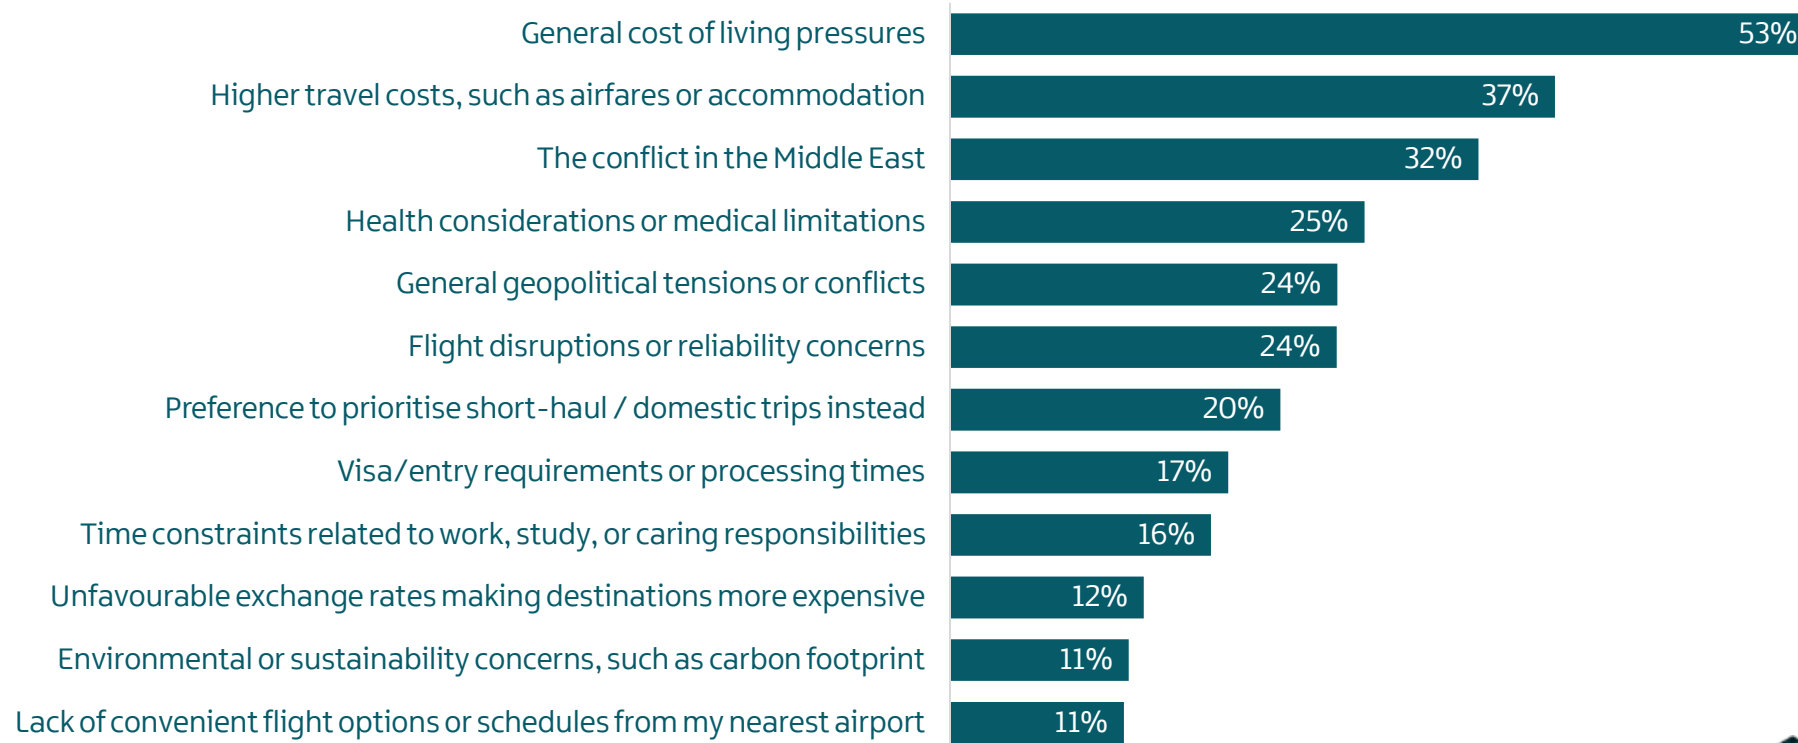 General cost of living pressures 53%
Higher travel costs, such as airfares or accommodation 37%
The conflict in the Middle East 32%
Health considerations or medical limitations 25%
General geopolitical tensions or conflicts 24%
Flight disruptions or reliability concerns 24%
Preference to prioritise short-haul / domestic trips instead 20%
Visa/entry requirements or processing times 17%
Time constraints related to work, study, or caring responsibilities 16%
Unfavourable exchange rates making destinations more expensive 12%
Environmental or sustainability concerns, such as carbon footprint 11%
Lack of convenient flight options or schedules from my nearest airport 11%